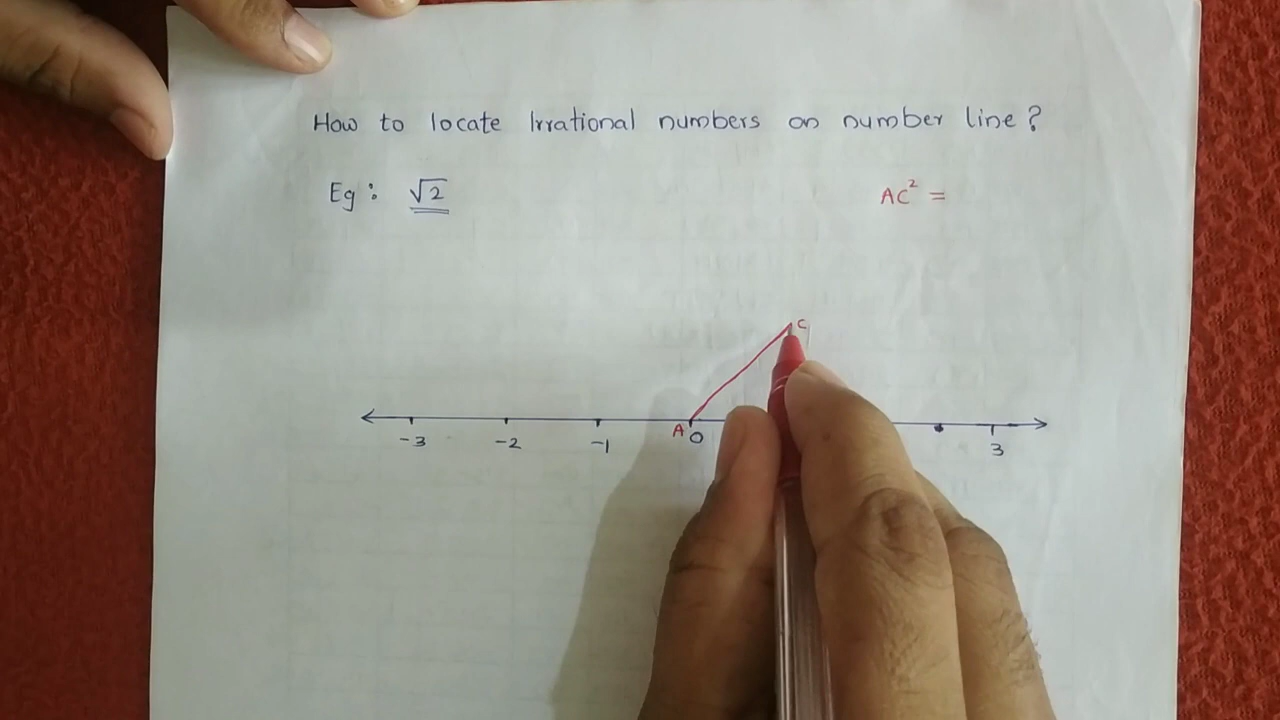 How to locate Irrational numbers on number line?
Eg: √2
AC² =
C
A
-3 -2 -1 0 3